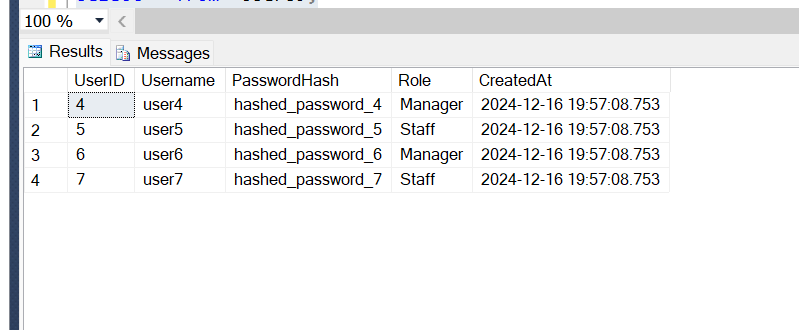 100 %
Results Messages
UserID Username PasswordHash Role CreatedAt
1 4 user4 hashed_password_4 Manager 2024-12-16 19:57:08.753
2 5 user5 hashed_password_5 Staff 2024-12-16 19:57:08.753
3 6 user6 hashed_password_6 Manager 2024-12-16 19:57:08.753
4 7 user7 hashed_password_7 Staff 2024-12-16 19:57:08.753